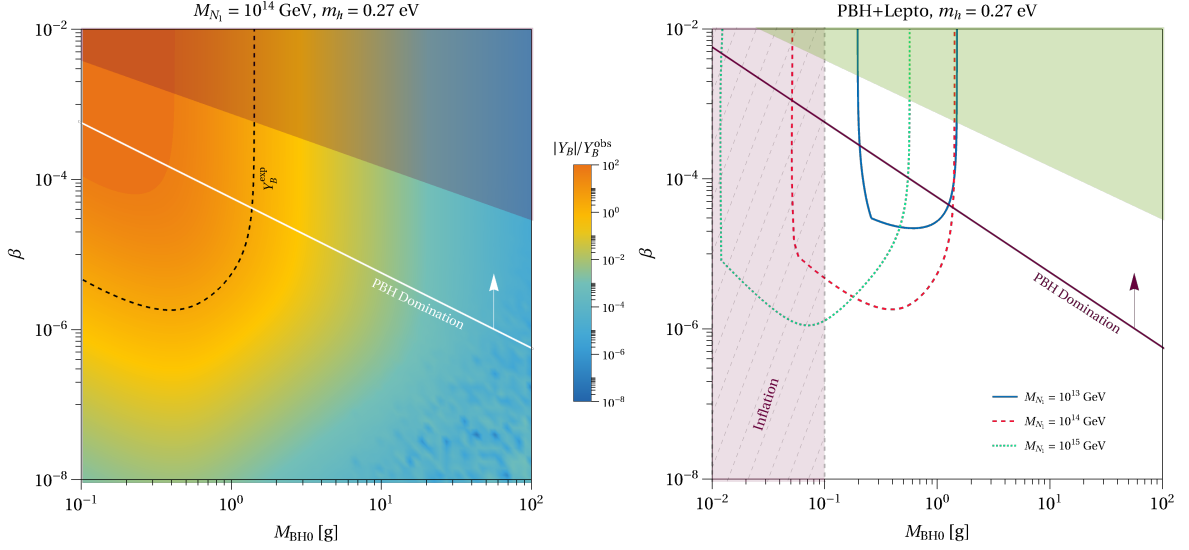 M_{N_1} = 10^{14} GeV, m_h = 0.27 eV
10^{-2}
10^{-4}
10^{-6}
10^{-8}
β
Y_B^{exp}
PBH Domination
10^{-1}
10^0
10^1
10^2
M_{BH0} [g]
|Y_B|/Y_B^{obs}
10^2
10^0
10^{-2}
10^{-4}
10^{-6}
10^{-8}
PBH+Lepto, m_h = 0.27 eV
10^{-2}
10^{-4}
10^{-6}
10^{-8}
β
Inflation
PBH Domination
M_{N_1} = 10^{13} GeV
M_{N_1} = 10^{14} GeV
M_{N_1} = 10^{15} GeV
10^{-2}
10^{-1}
10^0
10^1
10^2
M_{BH0} [g]